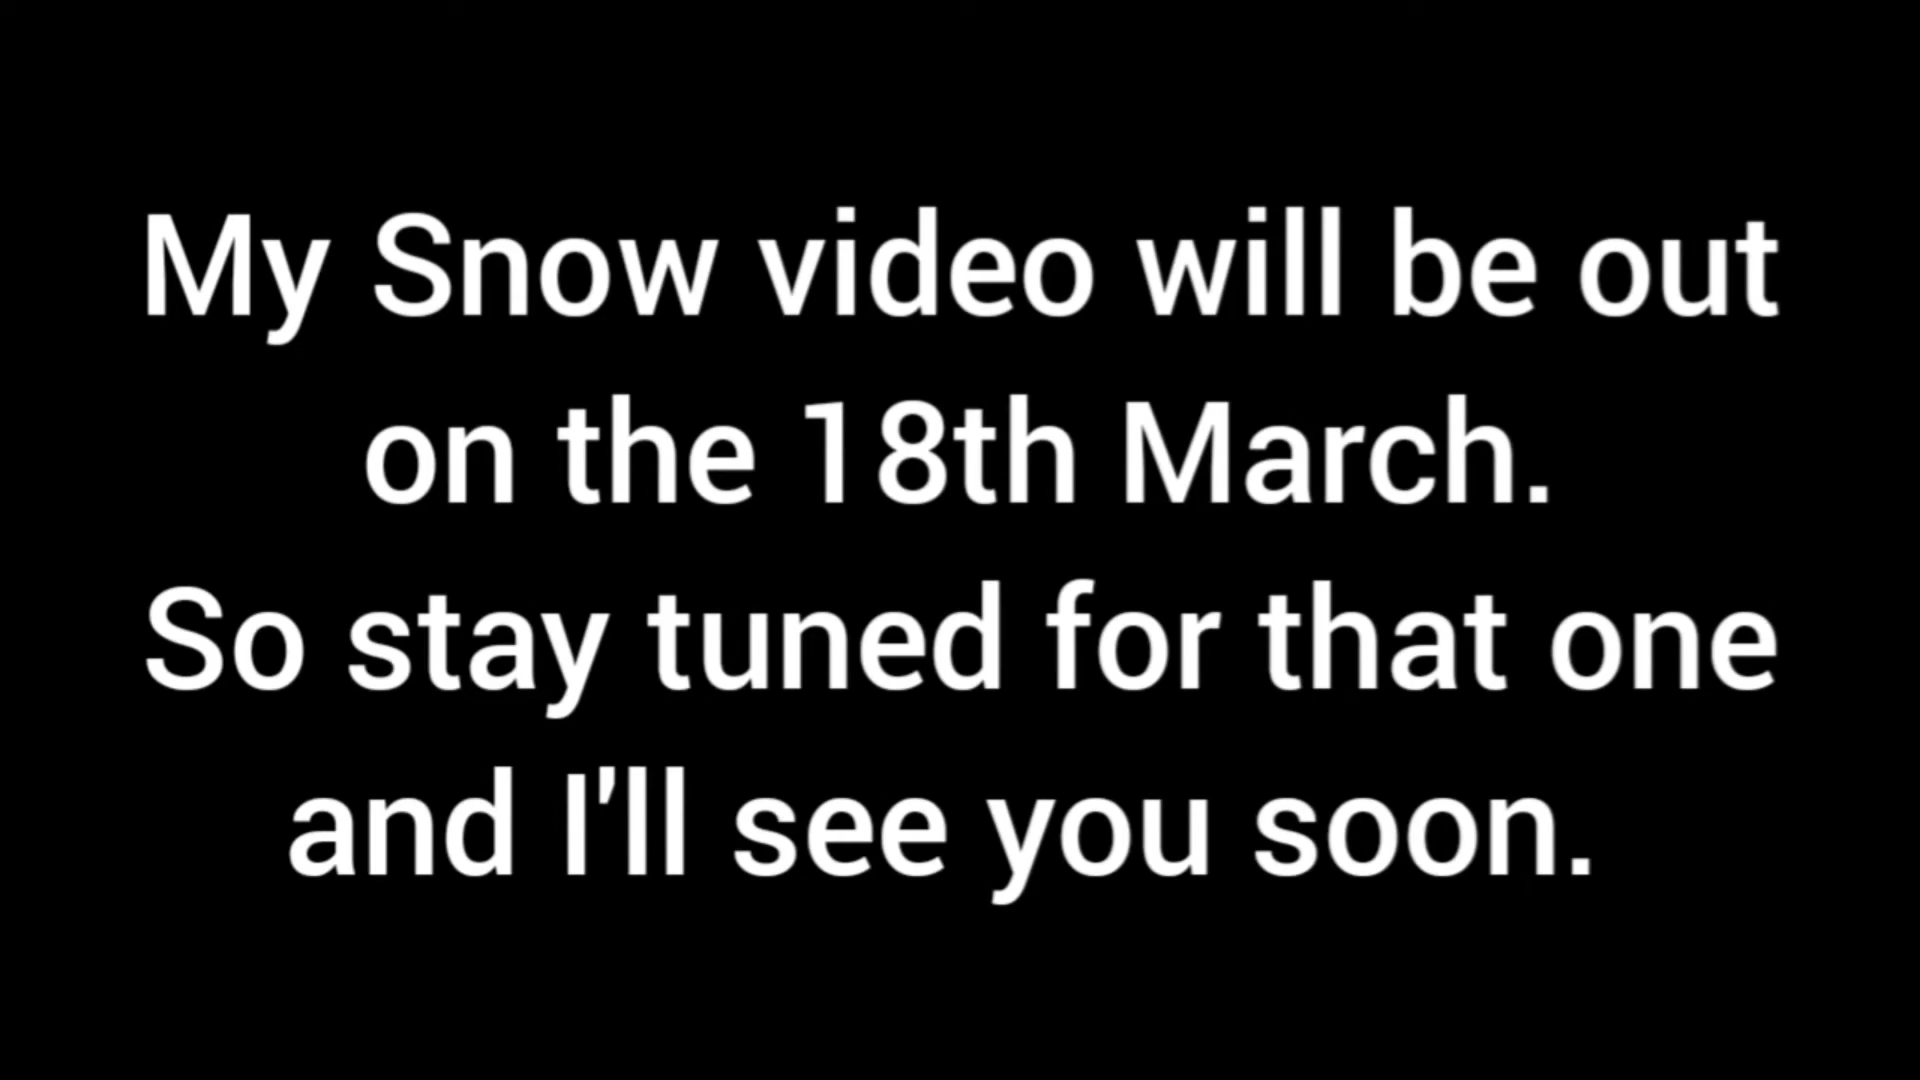 My Snow video will be out
on the 18th March.
So stay tuned for that one
and I'll see you soon.